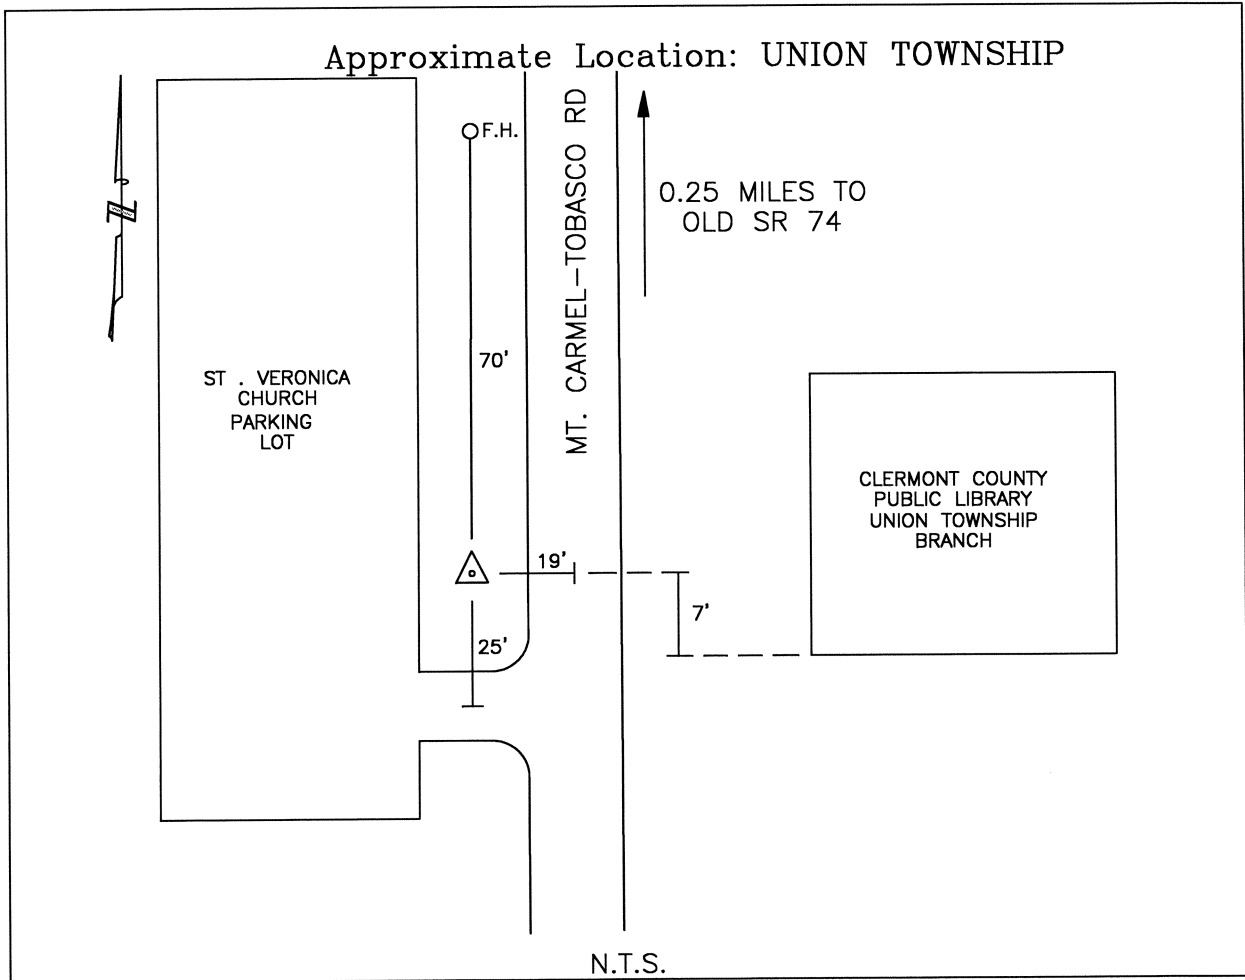 Approximate Location: UNION TOWNSHIP
F.H.
MT. CARMEL-TOBASCO RD
0.25 MILES TO
OLD SR 74
N
70'
ST . VERONICA
CHURCH
PARKING
LOT
CLERMONT COUNTY
PUBLIC LIBRARY
UNION TOWNSHIP
BRANCH
19'
7'
25'
N.T.S.